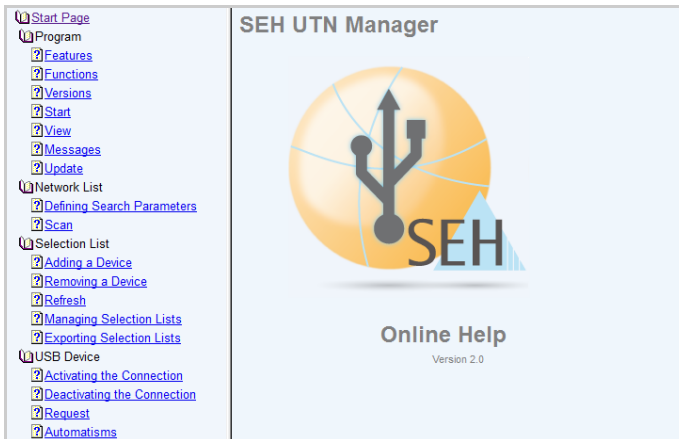 Start Page
Program
Features
Functions
Versions
Start
View
Messages
Update
Network List
Defining Search Parameters
Scan
Selection List
Adding a Device
Removing a Device
Refresh
Managing Selection Lists
Exporting Selection Lists
USB Device
Activating the Connection
Deactivating the Connection
Request
Automatisms
SEH UTN Manager
SEH
Online Help
Version 2.0